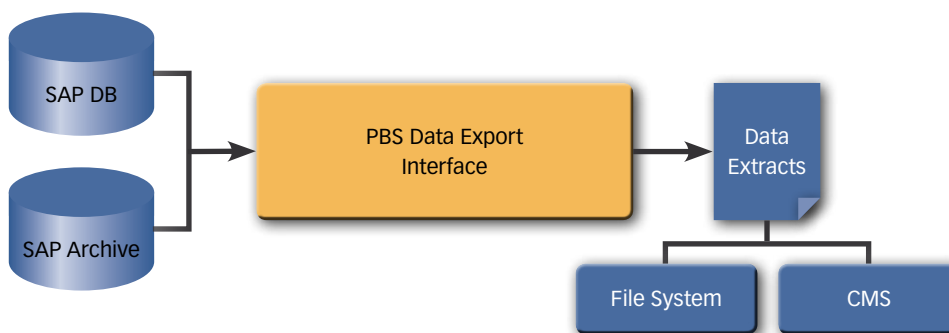 SAP DB
SAP Archive
PBS Data Export
Interface
Data
Extracts
File System
CMS